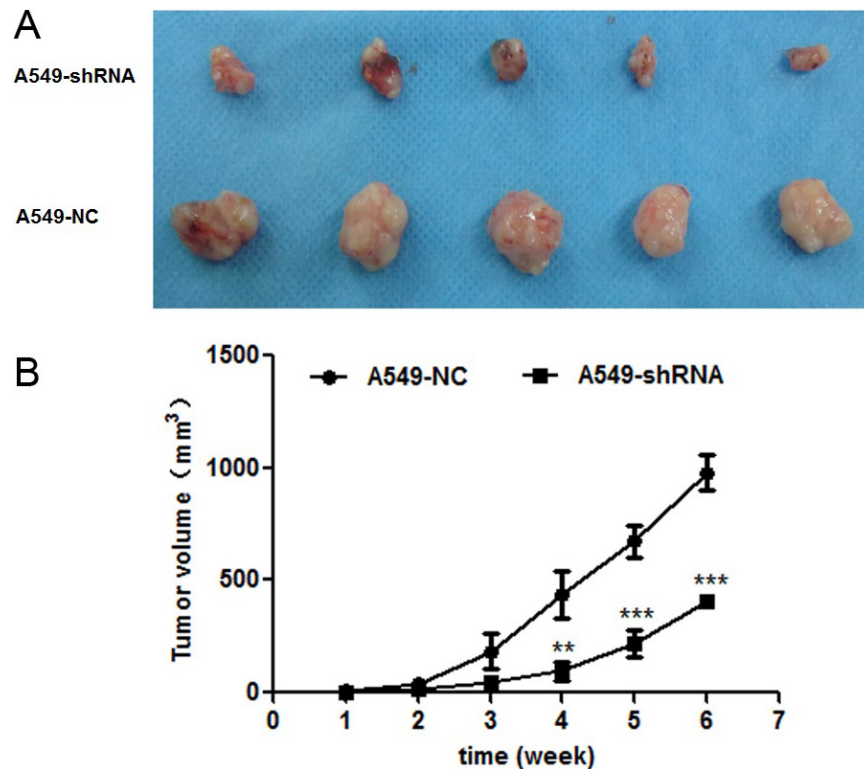 A
A549-shRNA
A549-NC
B
1500
1000
500
0
Tumor volume (mm³)
A549-NC
A549-shRNA
**
***
***
0 1 2 3 4 5 6 7
time (week)